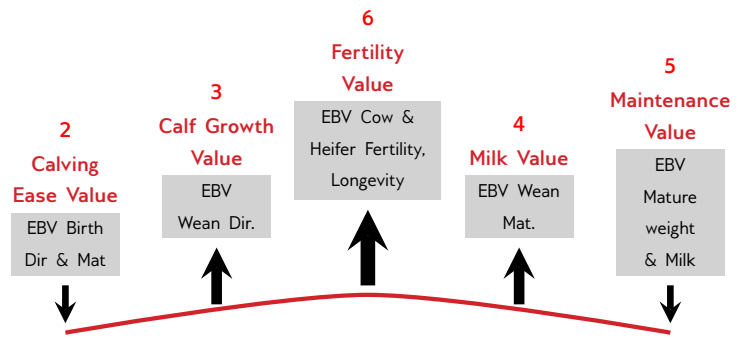 2
Calving
Ease Value
EBV Birth
Dir & Mat
3
Calf Growth
Value
EBV
Wean Dir.
6
Fertility
Value
EBV Cow &
Heifer Fertility,
Longevity
4
Milk Value
EBV Wean
Mat.
5
Maintenance
Value
EBV
Mature
weight
& Milk